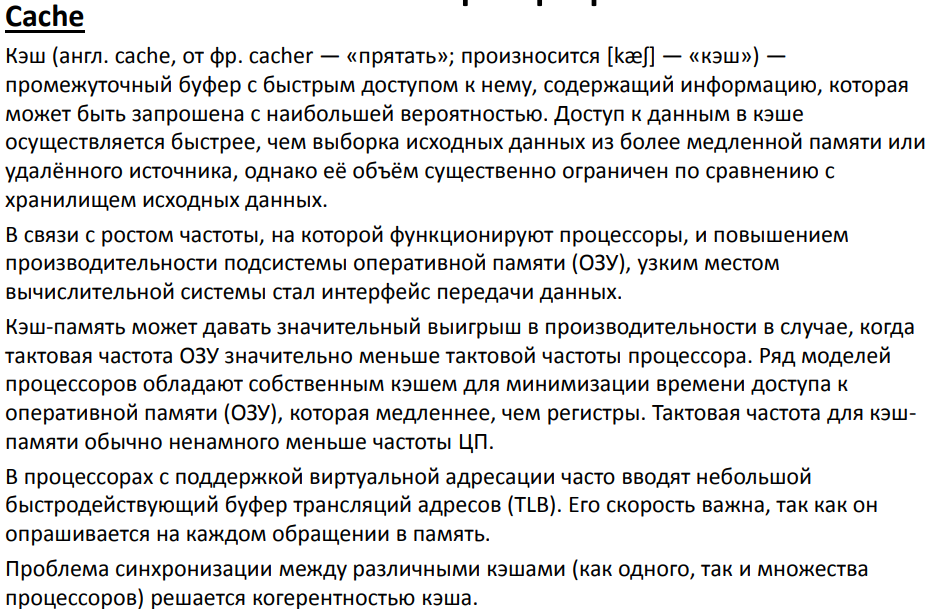 Cache
Кэш (англ. cache, от фр. cacher — «прятать»; произносится [kæʃ] — «кэш») —
промежуточный буфер с быстрым доступом к нему, содержащий информацию, которая
может быть запрошена с наибольшей вероятностью. Доступ к данным в кэше
осуществляется быстрее, чем выборка исходных данных из более медленной памяти или
удалённого источника, однако её объём существенно ограничен по сравнению с
хранилищем исходных данных.
В связи с ростом частоты, на которой функционируют процессоры, и повышением
производительности подсистемы оперативной памяти (ОЗУ), узким местом
вычислительной системы стал интерфейс передачи данных.
Кэш-память может давать значительный выигрыш в производительности в случае, когда
тактовая частота ОЗУ значительно меньше тактовой частоты процессора. Ряд моделей
процессоров обладают собственным кэшем для минимизации времени доступа к
оперативной памяти (ОЗУ), которая медленнее, чем регистры. Тактовая частота для кэш-
памяти обычно ненамного меньше частоты ЦП.
В процессорах с поддержкой виртуальной адресации часто вводят небольшой
быстродействующий буфер трансляций адресов (TLB). Его скорость важна, так как он
опрашивается на каждом обращении в память.
Проблема синхронизации между различными кэшами (как одного, так и множества
процессоров) решается когерентностью кэша.